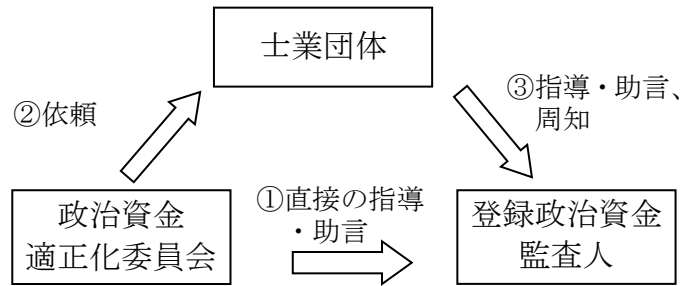 士業団体
②依頼
③指導・助言、
周知
政治資金
適正化委員会
①直接の指導
・助言
登録政治資金
監査人